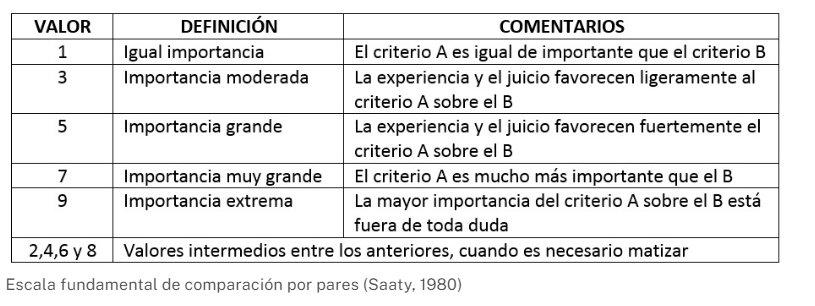 VALOR DEFINICIÓN COMENTARIOS
1 Igual importancia El criterio A es igual de importante que el criterio B
3 Importancia moderada La experiencia y el juicio favorecen ligeramente al
criterio A sobre el B
5 Importancia grande La experiencia y el juicio favorecen fuertemente el
criterio A sobre el B
7 Importancia muy grande El criterio A es mucho más importante que el B
9 Importancia extrema La mayor importancia del criterio A sobre el B está
fuera de toda duda
2,4,6 y 8 Valores intermedios entre los anteriores, cuando es necesario matizar
Escala fundamental de comparación por pares (Saaty, 1980)